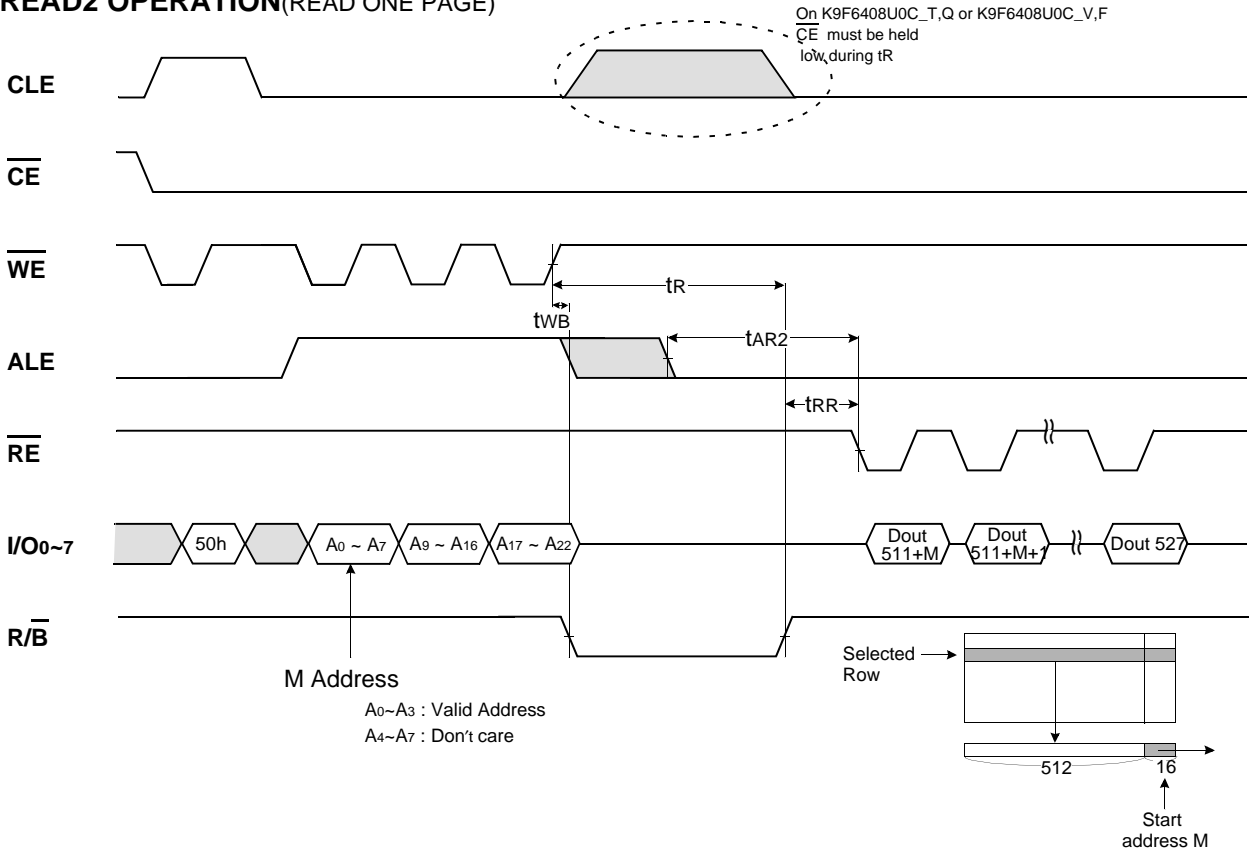 READ2 OPERATION(READ ONE PAGE)
On K9F6408U0C_T,Q or K9F6408U0C_V,F
CE must be held
low during tR
CLE
CE
WE
tR
tWB
ALE
tAR2
tRR
RE
I/O0~7
50h
A0 ~ A7
A9 ~ A16
A17 ~ A22
Dout
511+M
Dout
511+M+1
Dout 527
R/B
M Address
A0~A3 : Valid Address
A4~A7 : Don't care
Selected
Row
512
16
Start
address M